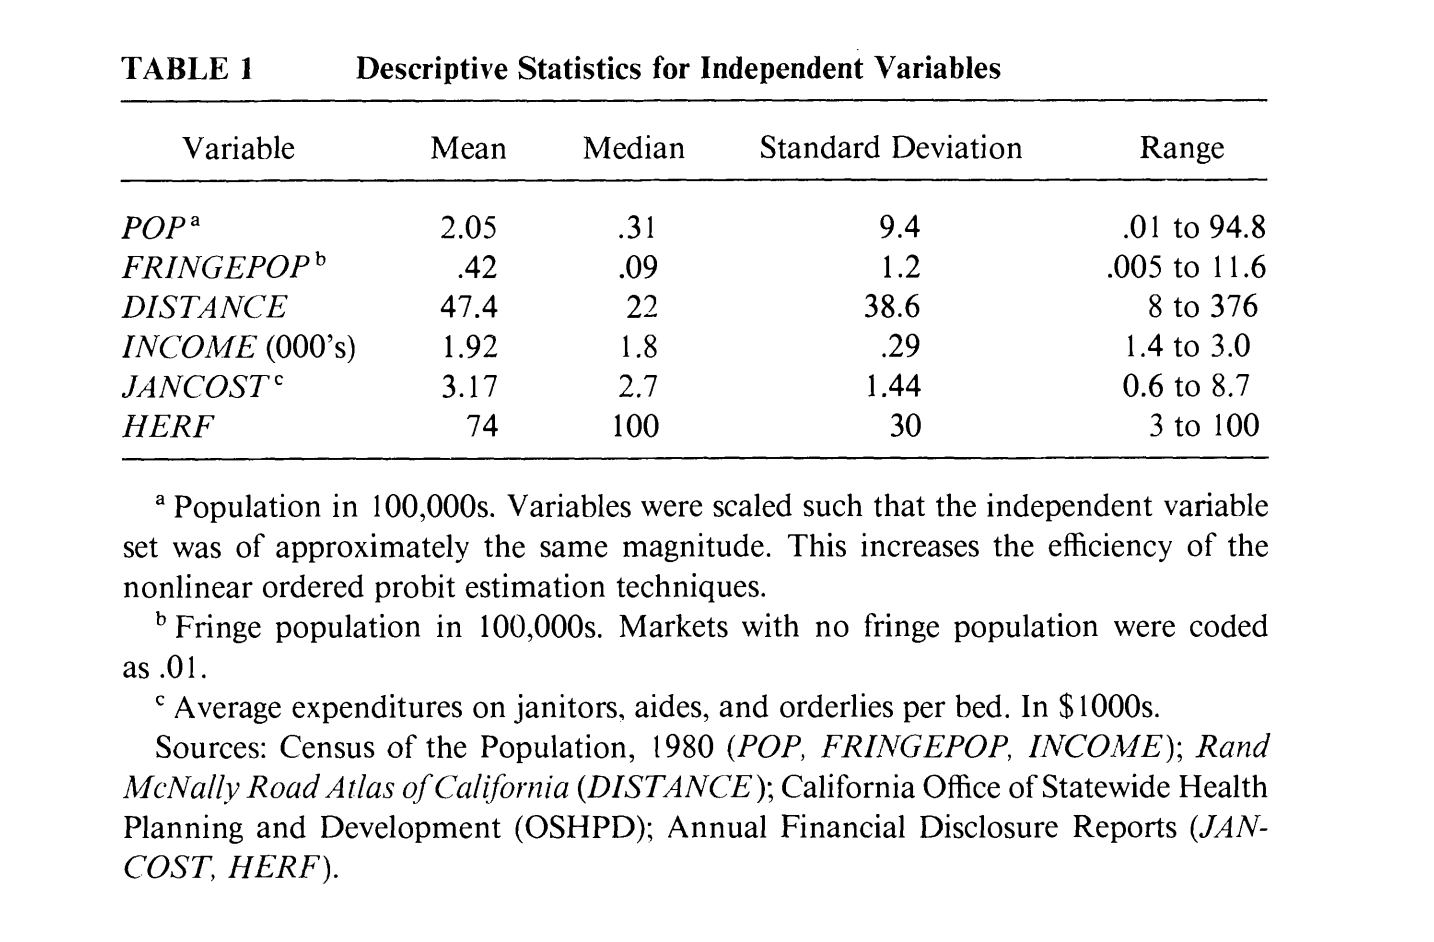 TABLE 1 Descriptive Statistics for Independent Variables
Variable Mean Median Standard Deviation Range
POP a 2.05 .31 9.4 .01 to 94.8
FRINGEPOP b .42 .09 1.2 .005 to 11.6
DISTANCE 47.4 22 38.6 8 to 376
INCOME (000's) 1.92 1.8 .29 1.4 to 3.0
JANCOST c 3.17 2.7 1.44 0.6 to 8.7
HERF 74 100 30 3 to 100
a Population in 100,000s. Variables were scaled such that the independent variable
set was of approximately the same magnitude. This increases the efficiency of the
nonlinear ordered probit estimation techniques.
b Fringe population in 100,000s. Markets with no fringe population were coded
as .01.
c Average expenditures on janitors, aides, and orderlies per bed. In $1000s.
Sources: Census of the Population, 1980 (POP, FRINGEPOP, INCOME); Rand
McNally Road Atlas of California (DISTANCE); California Office of Statewide Health
Planning and Development (OSHPD); Annual Financial Disclosure Reports (JAN-
COST, HERF).